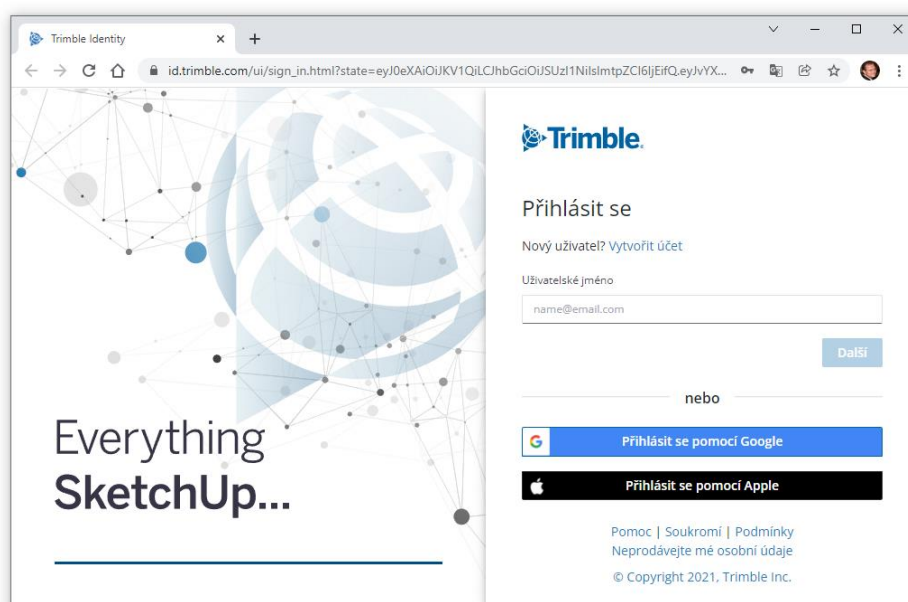 Trimble Identity
id.trimble.com/ui/sign_in.html?state=eyJ0eXAiOiJKV1QiLCJhbGciOiJSUzI1NiIsImtpZCI6IjEifQ.eyJvYX...
Trimble.
Přihlásit se
Nový uživatel? Vytvořit účet
Uživatelské jméno
name@email.com
Další
nebo
Přihlásit se pomocí Google
Přihlásit se pomocí Apple
Pomoc | Soukromí | Podmínky
Neprodávejte mé osobní údaje
© Copyright 2021, Trimble Inc.
Everything
SketchUp...